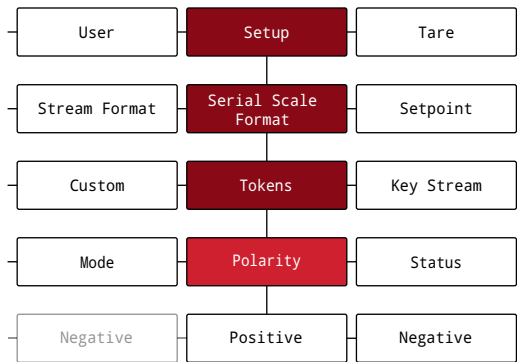 User Setup Tare
Stream Format Serial Scale Format Setpoint
Custom Tokens Key Stream
Mode Polarity Status
Negative Positive Negative